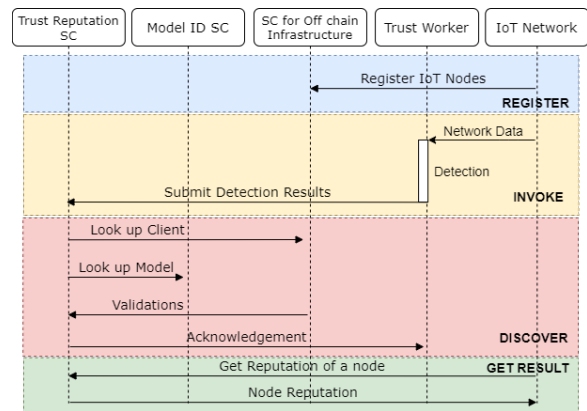 Trust Reputation
SC
Model ID SC
SC for Off chain
Infrastructure
Trust Worker
IoT Network
Register IoT Nodes
REGISTER
Network Data
Detection
Submit Detection Results
INVOKE
Look up Client
Look up Model
Validations
Acknowledgement
DISCOVER
Get Reputation of a node
GET RESULT
Node Reputation